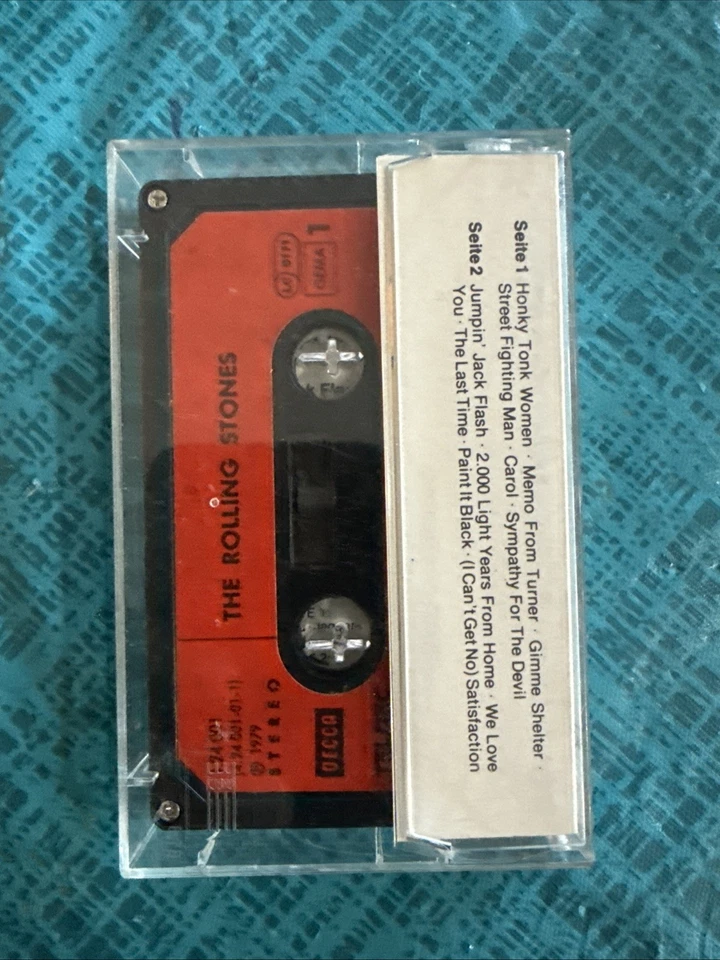 Seite 1 Honky Tonk Women · Memo From Turner · Gimme Shelter ·
Street Fighting Man · Carol · Sympathy For The Devil
Seite 2 Jumpin' Jack Flash · 2.000 Light Years From Home · We Love
You · The Last Time · Paint It Black · (I Can't Get No) Satisfaction
1
GEMA
THE ROLLING STONES
DECCA
STEREO
℗ 1979